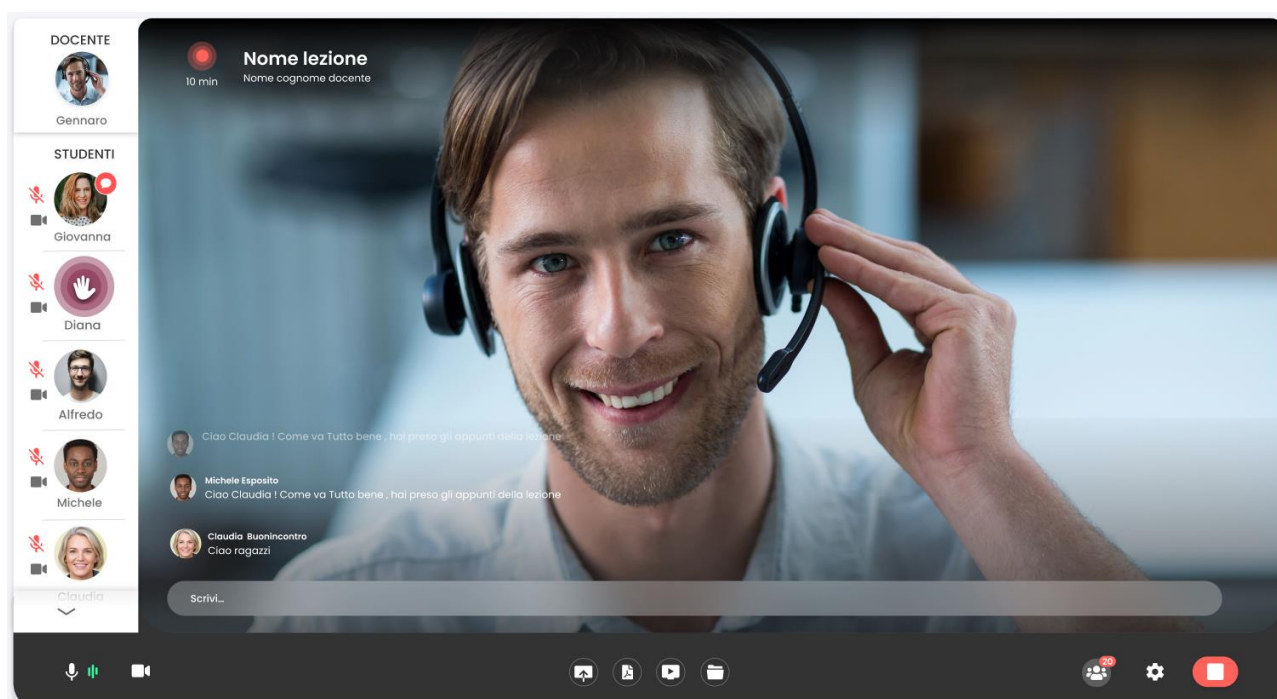 DOCENTE
Gennaro
STUDENTI
Giovanna
Diana
Alfredo
Michele
Claudia
10 min
Nome lezione
Nome cognome docente
Ciao Claudia ! Come va Tutto bene , hai preso gli appunti della lezione
Michele Esposito
Ciao Claudia ! Come va Tutto bene , hai preso gli appunti della lezione
Claudia Buonincontro
Ciao ragazzi
Scrivi...
20